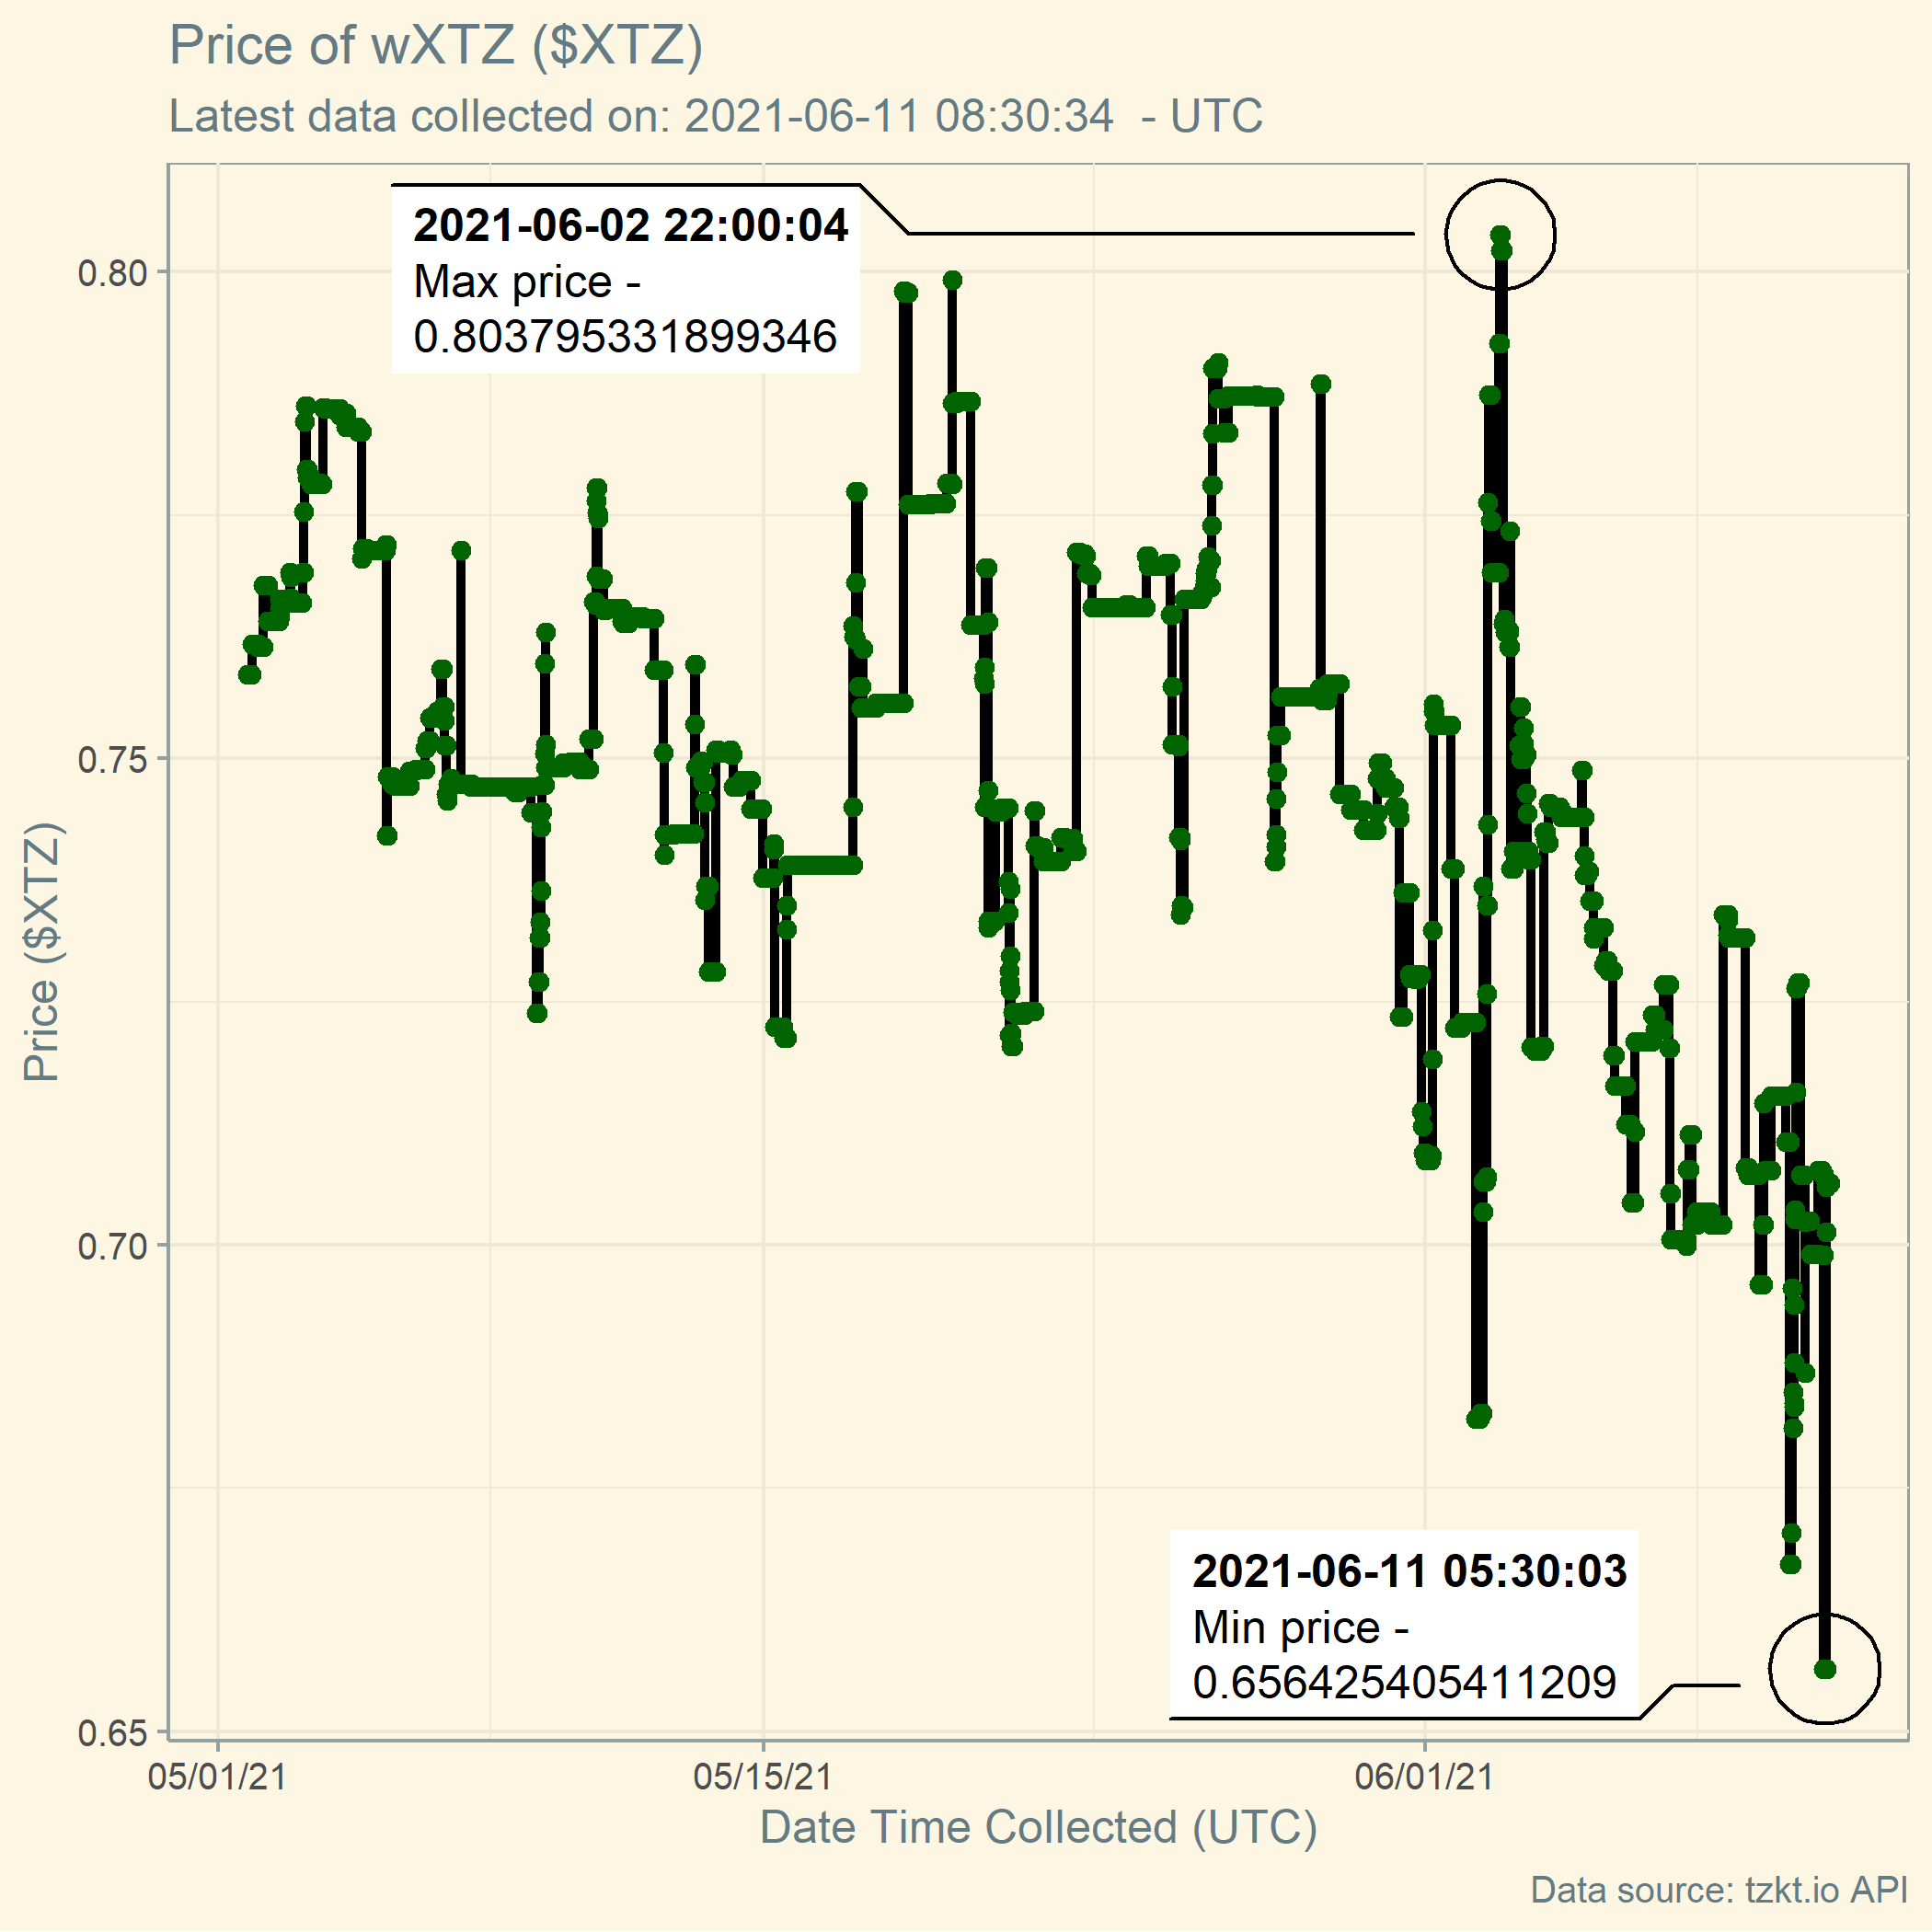 Price of wXTZ ($XTZ)
Latest data collected on: 2021-06-11 08:30:34  - UTC
2021-06-02 22:00:04
Max price -
0.803795331899346
0.80
0.75
0.70
0.65
Price ($XTZ)
2021-06-11 05:30:03
Min price -
0.656425405411209
05/01/21
05/15/21
06/01/21
Date Time Collected (UTC)
Data source: tzkt.io API